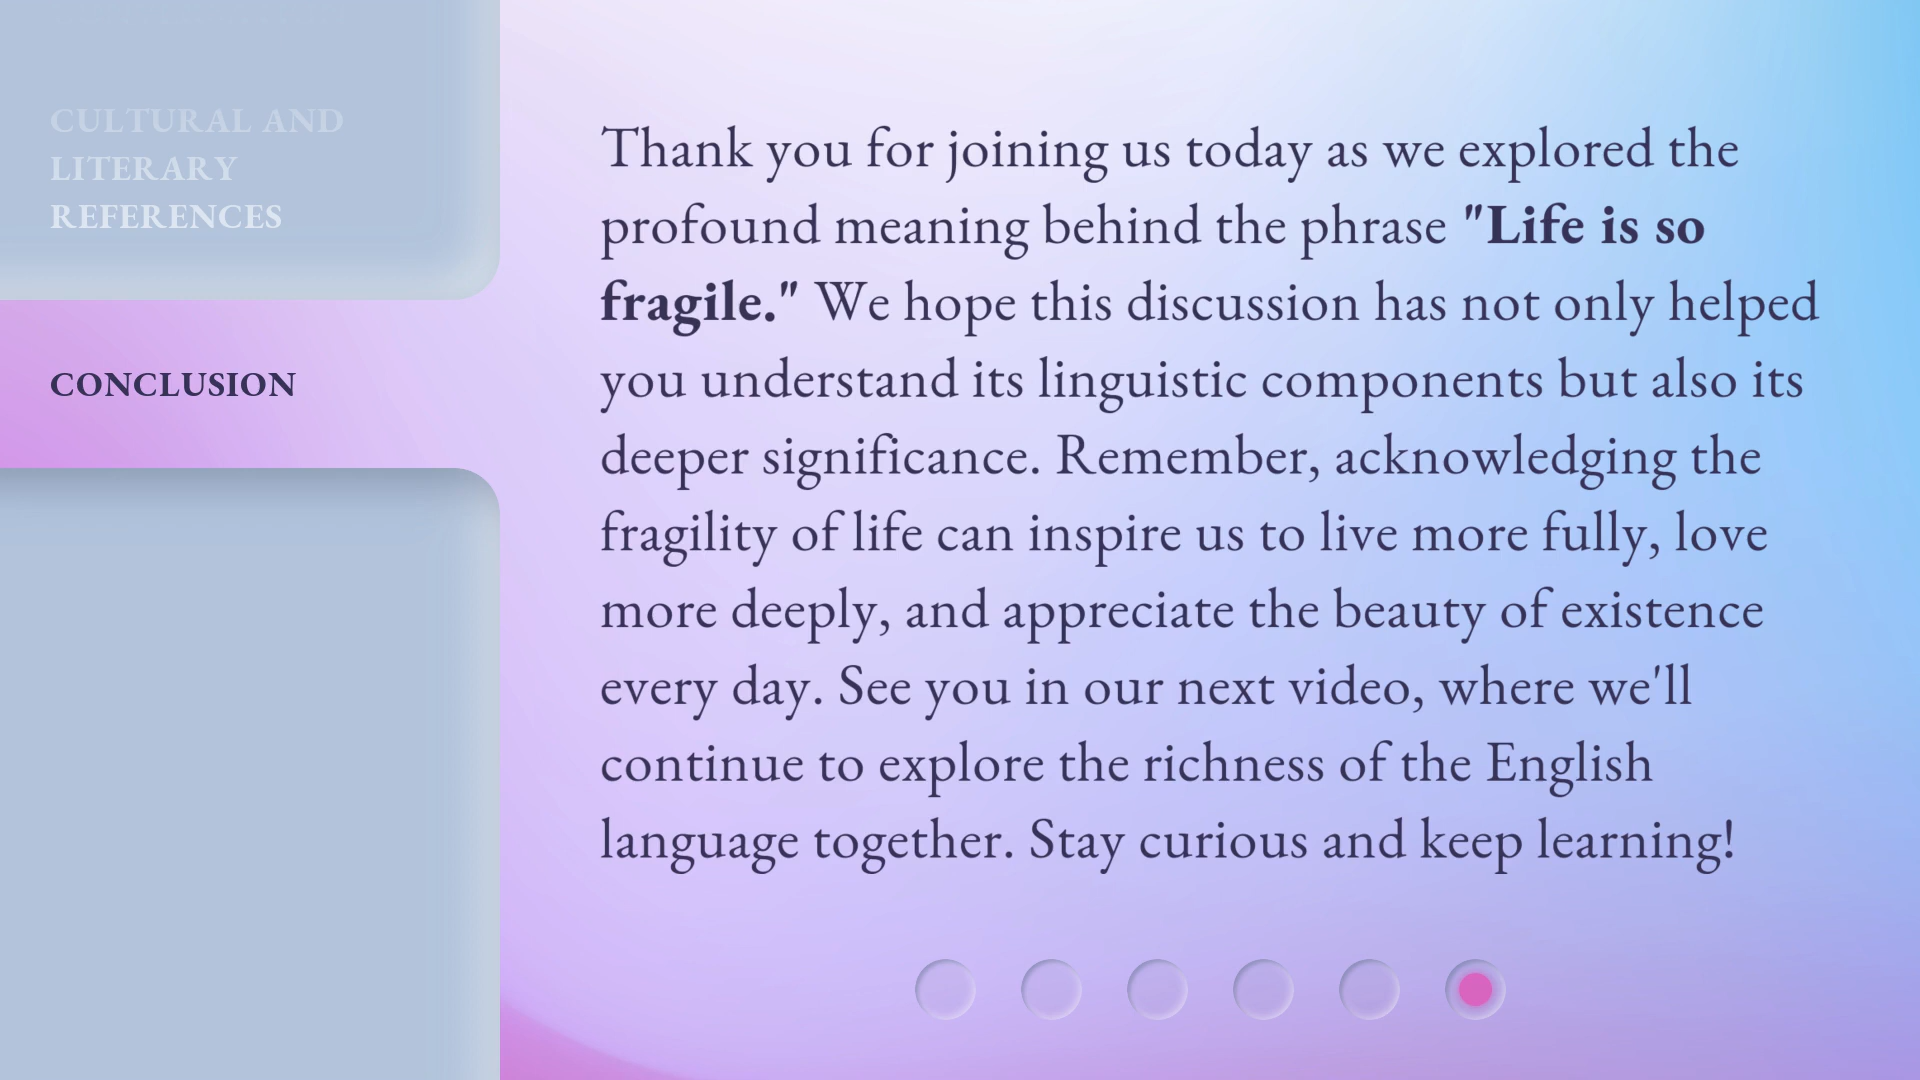 CULTURAL AND
LITERARY
REFERENCES
CONCLUSION
Thank you for joining us today as we explored the
profound meaning behind the phrase "Life is so
fragile." We hope this discussion has not only helped
you understand its linguistic components but also its
deeper significance. Remember, acknowledging the
fragility of life can inspire us to live more fully, love
more deeply, and appreciate the beauty of existence
every day. See you in our next video, where we'll
continue to explore the richness of the English
language together. Stay curious and keep learning!